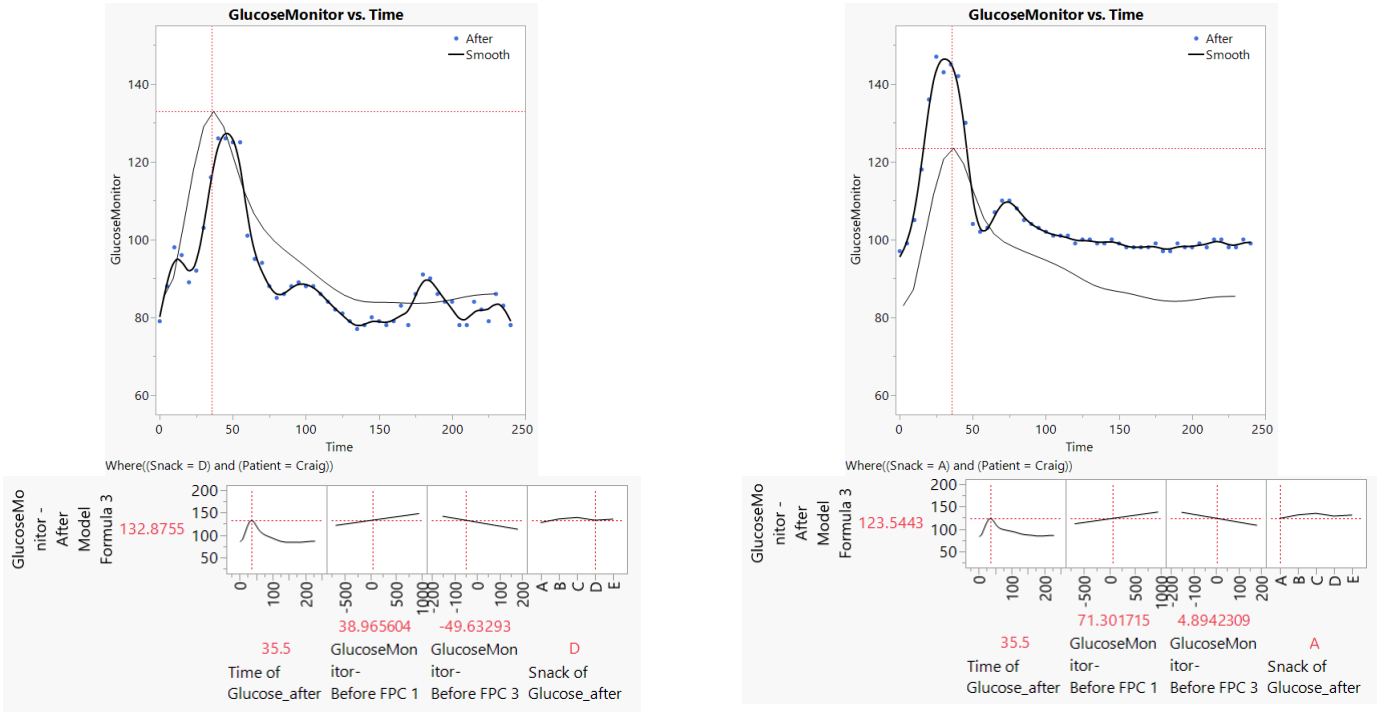 GlucoseMonitor vs. Time
After
Smooth
140
120
100
80
60
GlucoseMonitor
0
50
100
150
200
250
Time
Where((Snack = D) and (Patient = Craig))
GlucoseMo
nitor -
After
Model
Formula 3
132.8755
200
150
100
50
0
100
200
-500
0
500
1000
-200
-100
0
100
200
A
B
C
D
E
35.5
Time of
Glucose_after
38.965604
GlucoseMon
itor-
Before FPC 1
-49.63293
GlucoseMon
itor-
Before FPC 3
D
Snack of
Glucose_after
GlucoseMonitor vs. Time
After
Smooth
140
120
100
80
60
GlucoseMonitor
0
50
100
150
200
250
Time
Where((Snack = A) and (Patient = Craig))
GlucoseMo
nitor -
After
Model
Formula 3
123.5443
200
150
100
50
0
100
200
-500
0
500
1000
-200
-100
0
100
200
A
B
C
D
E
35.5
Time of
Glucose_after
71.301715
GlucoseMon
itor-
Before FPC 1
4.8942309
GlucoseMon
itor-
Before FPC 3
A
Snack of
Glucose_after